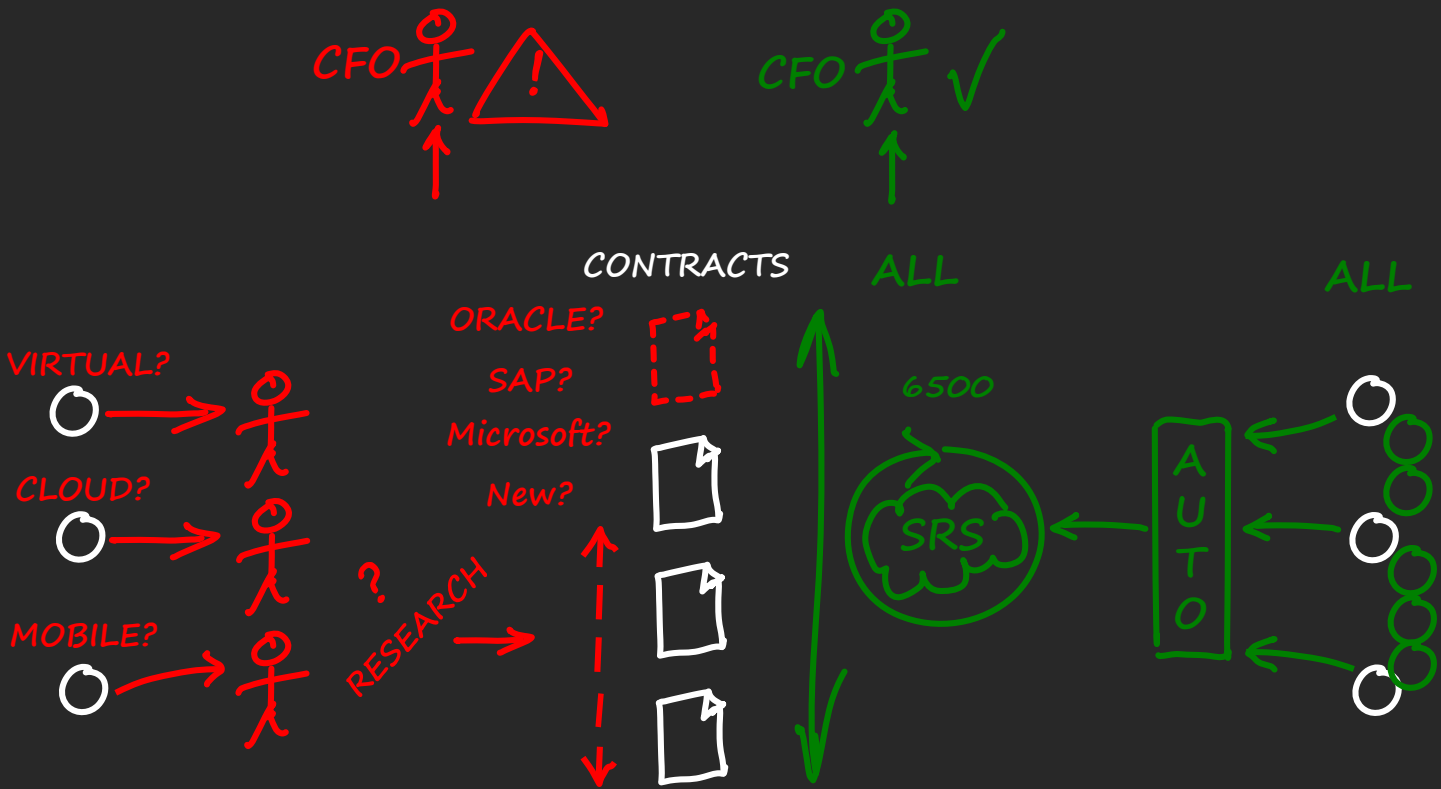 CFO
!
CFO
CONTRACTS
ALL
ALL
ORACLE?
VIRTUAL?
SAP?
6500
Microsoft?
CLOUD?
New?
SRS
AUTO
?
RESEARCH
MOBILE?